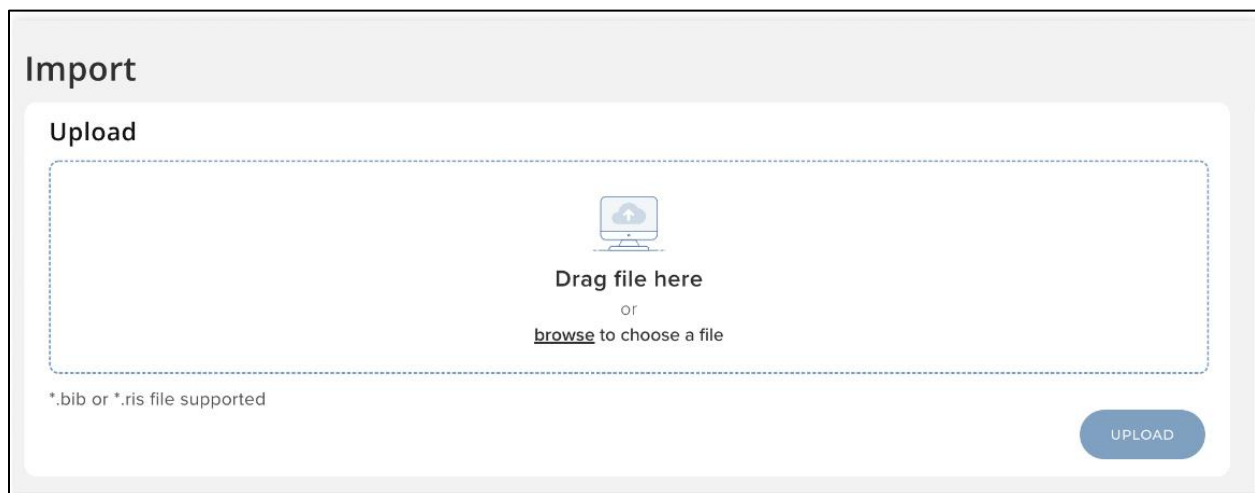 Import
Upload
Drag file here
or
browse to choose a file
*.bib or *.ris file supported
UPLOAD